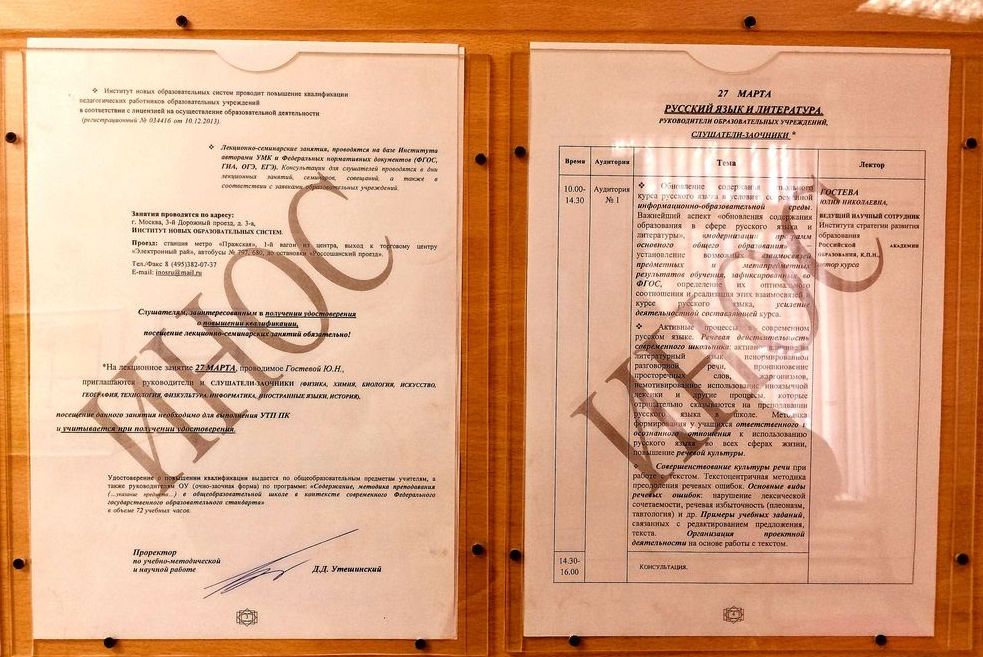 ❖ Институт новых образовательных систем проводит повышение квалификации
педагогических работников образовательных учреждений
в соответствии с лицензией на осуществление образовательной деятельности
(регистрационный № 034416 от 10.12.2013).
❖ Лекционно-семинарские занятия, проводятся на базе Института
авторами УМК и Федеральных нормативных документов (ФГОС,
ГИА, ОГЭ, ЕГЭ). Консультации для слушателей проводятся в дни
лекционных занятий, семинаров, совещаний, а также в
соответствии с заявками образовательных учреждений.
Занятия проводятся по адресу:
г. Москва, 3-й Дорожный проезд, д. 3-а,
ИНСТИТУТ НОВЫХ ОБРАЗОВАТЕЛЬНЫХ СИСТЕМ.
Проезд: станция метро «Пражская», 1-й вагон из центра, выход к торговому центру
«Электронный рай», автобусы № 797, 680, до остановки «Россошанский проезд».
Тел./Факс 8 (495)382-07-37
E-mail: inosru@mail.ru
Слушателям, заинтересованным в получении удостоверения
о повышении квалификации,
посещение лекционно-семинарских занятий обязательно!
*На лекционное занятие 27 МАРТА, проводимое Гостевой Ю.Н.,
приглашаются руководители и СЛУШАТЕЛИ-ЗАОЧНИКИ (ФИЗИКА, ХИМИЯ, БИОЛОГИЯ, ИСКУССТВО,
ГЕОГРАФИЯ, ТЕХНОЛОГИЯ, ФИЗКУЛЬТУРА, ИНФОРМАТИКА, ИНОСТРАННЫЕ ЯЗЫКИ, ИСТОРИЯ),
посещение данного занятия необходимо для выполнения УТП ПК
и учитывается при получении удостоверения.
Удостоверение о повышении квалификации выдается по общеобразовательным предметам учителям, а
также руководителям ОУ (очно-заочная форма) по программе: «Содержание, методика преподавания
(…указание предмета…) в общеобразовательной школе в контексте современного Федерального
государственного образовательного стандарта»
в объеме 72 учебных часов.
Проректор
по учебно-методической
и научной работе
Д.Д. Утешинский
3
ИНОС
27 МАРТА
РУССКИЙ ЯЗЫК И ЛИТЕРАТУРА.
РУКОВОДИТЕЛИ ОБРАЗОВАТЕЛЬНЫХ УЧРЕЖДЕНИЙ,
СЛУШАТЕЛИ-ЗАОЧНИКИ *
Время Аудитория Тема Лектор
10.00-
14.30
Аудитория
№ 1
❖ Обновление содержания школьного
курса русского языка в условиях современной
информационно-образовательной среды.
Важнейший аспект «обновления содержания
образования в сфере русского языка и
литературы», «модернизации программ
основного общего образования»
установление возможных взаимосвязей
предметных и метапредметных
результатов обучения, зафиксированных во
ФГОС, определение их оптимального
соотношения и реализация этих взаимосвязей в
курсе русского языка, усиление
деятельностной составляющей курса.
❖ Активные процессы в современном
русском языке. Речевая деятельность
современного школьника:
литературный язык ненормированной
разговорной речи, проникновение
просторечных слов, жаргонизмов,
немотивированное использование иноязычной
лексики и другие процессы, которые
отрицательно сказываются на преподавании
русского языка в школе. Методика
формирования у учащихся ответственного и
осознанного отношения к использованию
русского языка во всех сферах жизни,
повышение речевой культуры.
❖ Совершенствование культуры речи при
работе с текстом. Текстоцентричная методика
преодоления речевых ошибок. Основные виды
речевых ошибок: нарушение лексической
сочетаемости, речевая избыточность (плеоназм,
тавтология) и др. Примеры учебных заданий,
связанных с редактированием предложения,
текста. Организация проектной
деятельности на основе работы с текстом.
ГОСТЕВА
ЮЛИЯ НИКОЛАЕВНА,
ВЕДУЩИЙ НАУЧНЫЙ СОТРУДНИК
Института стратегии развития
образования
Российской академии
образования, к.п.н.,
автор курса
14.30-
16.00
Консультация.
4
ИНОС